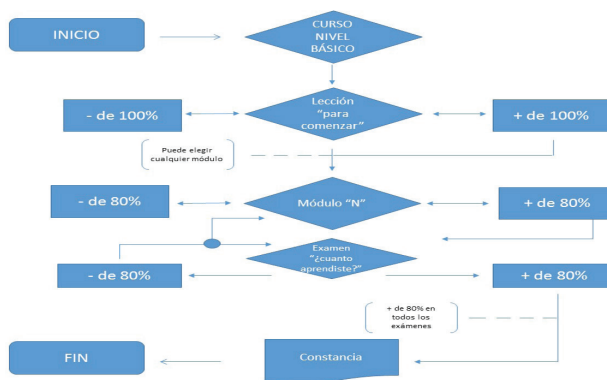 INICIO
CURSO
NIVEL
BÁSICO
Lección
"para
comenzar"
- de 100%
+ de 100%
Puede elegir
cualquier módulo
- de 80%
Módulo "N"
+ de 80%
Examen
"¿cuanto
aprendiste?"
- de 80%
+ de 80%
+ de 80% en
todos los
exámenes
FIN
Constancia